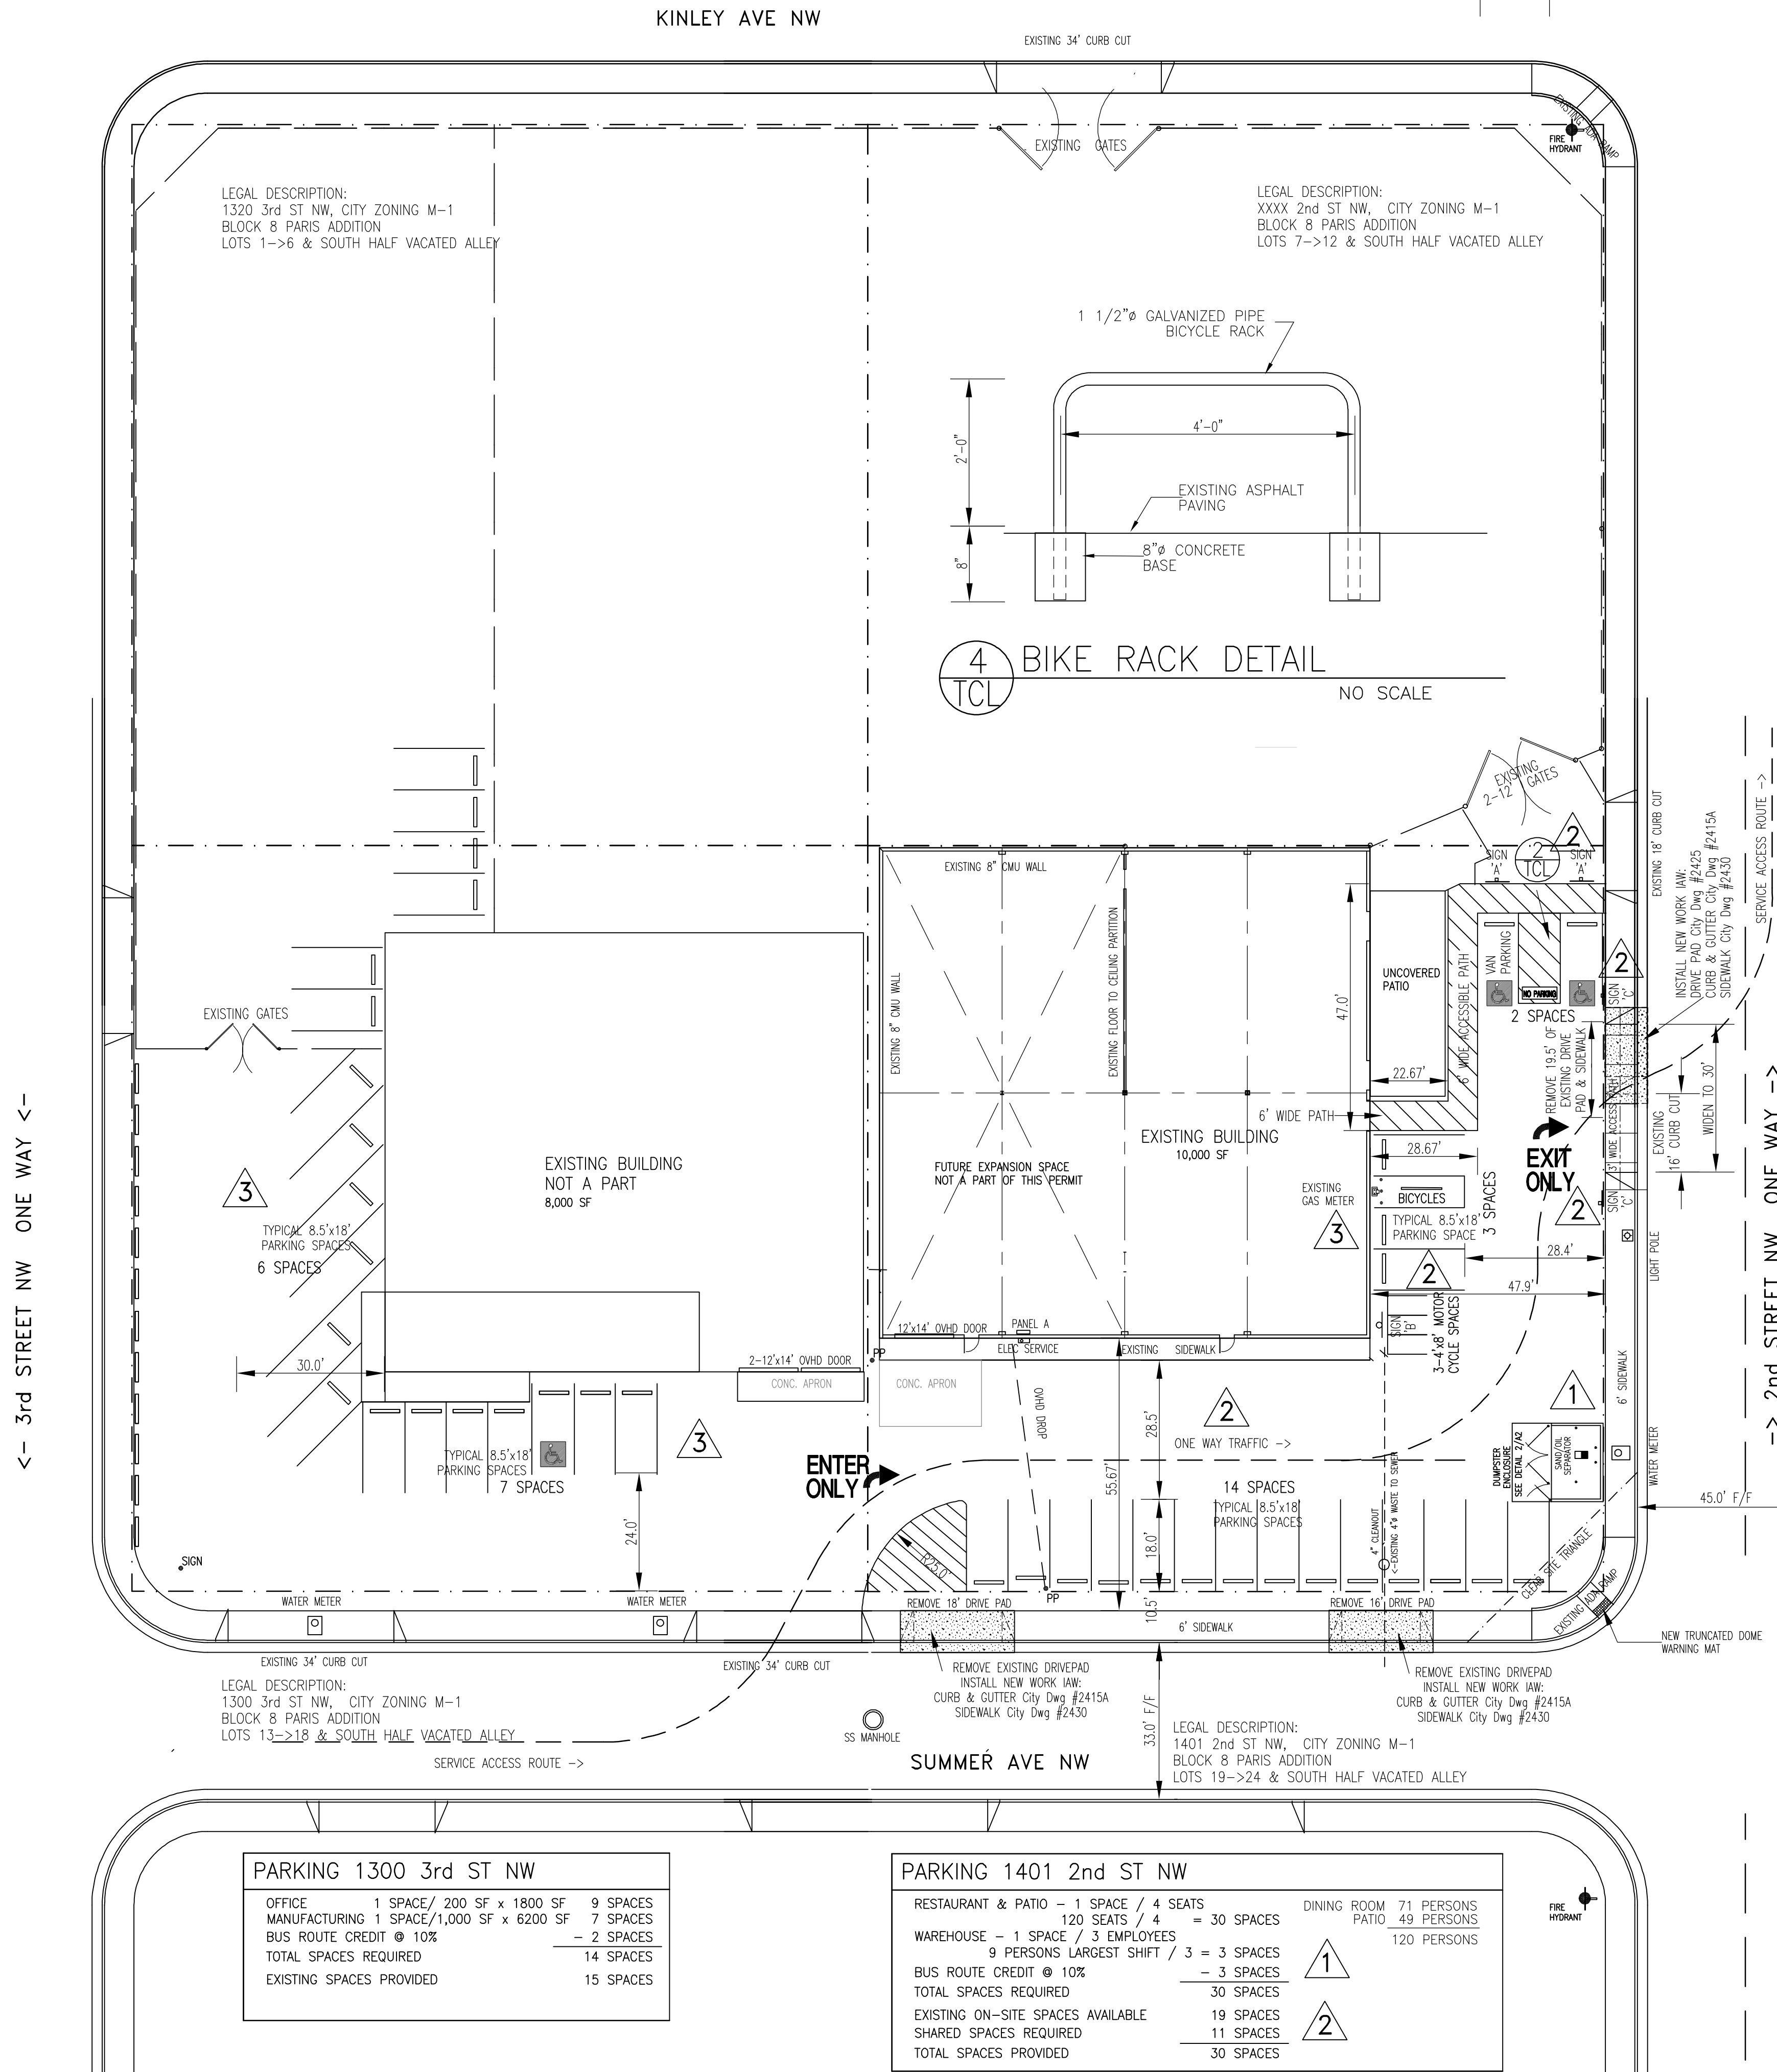 KINLEY AVE NW
EXISTING 34' CURB CUT
EXISTING GATES
EXISTING ADA RAMP
FIRE
HYDRANT
LEGAL DESCRIPTION:
1320 3rd ST NW, CITY ZONING M-1
BLOCK 8 PARIS ADDITION
LOTS 1->6 & SOUTH HALF VACATED ALLEY
LEGAL DESCRIPTION:
XXXX 2nd ST NW, CITY ZONING M-1
BLOCK 8 PARIS ADDITION
LOTS 7->12 & SOUTH HALF VACATED ALLEY
1 1/2"ø GALVANIZED PIPE
BICYCLE RACK
2'-0"
4'-0"
EXISTING ASPHALT
PAVING
8"
8"ø CONCRETE
BASE
4
TCL
BIKE RACK DETAIL
NO SCALE
EXISTING
2-12' GATES
2
SIGN
'A'
2
TCL
SIGN
'A'
EXISTING 18' CURB CUT
INSTALL NEW WORK IAW:
DRIVE PAD City Dwg #2425
CURB & GUTTER City Dwg #2415A
SIDEWALK City Dwg #2430
SERVICE ACCESS ROUTE ->
EXISTING 8" CMU WALL
EXISTING 8" CMU WALL
EXISTING FLOOR TO CEILING PARTITION
47.0'
UNCOVERED
PATIO
6' WIDE ACCESSIBLE PATH
VAN
PARKING
NO PARKING
2 SPACES
2
SIGN
'C'
REMOVE 19.5' OF
EXISTING DRIVE
PAD & SIDEWALK
3' WIDE ACCESS PATH
EXISTING
16' CURB CUT
WIDEN TO 30'
22.67'
6' WIDE PATH
EXISTING GATES
EXISTING BUILDING
NOT A PART
8,000 SF
FUTURE EXPANSION SPACE
NOT A PART OF THIS PERMIT
EXISTING BUILDING
10,000 SF
28.67'
EXIT
ONLY
EXISTING
GAS METER
BICYCLES
3
TYPICAL 8.5'x18'
PARKING SPACE
3 SPACES
2
SIGN
'C'
3
TYPICAL 8.5'x18'
PARKING SPACES
6 SPACES
28.4'
47.9'
LIGHT POLE
2
<- 3rd STREET NW ONE WAY <-
-> 2nd STREET NW ONE WAY ->
12'x14' OVHD DOOR
PANEL A
ELEC SERVICE
EXISTING SIDEWALK
SIGN
'B'
3-4'x8' MOTOR
CYCLE SPACES
30.0'
2-12'x14' OVHD DOOR
PP
CONC. APRON
CONC. APRON
OVHD DROP
28.5'
2
1
6' SIDEWALK
ONE WAY TRAFFIC ->
TYPICAL 8.5'x18'
PARKING SPACES
7 SPACES
3
ENTER
ONLY
55.67'
14 SPACES
TYPICAL 8.5'x18'
PARKING SPACES
DUMPSTER
ENCLOSURE
SEE DETAIL 2/A2
SAND/OIL
SEPARATOR
WATER METER
45.0' F/F
24.0'
R25.0'
18.0'
4" CLEANOUT
<-EXISTING 4"ø WASTE TO SEWER
CLEAR SITE TRIANGLE
SIGN
WATER METER
WATER METER
REMOVE 18' DRIVE PAD
PP
10.5'
6' SIDEWALK
REMOVE 16' DRIVE PAD
EXISTING ADA RAMP
NEW TRUNCATED DOME
WARNING MAT
EXISTING 34' CURB CUT
EXISTING 34' CURB CUT
REMOVE EXISTING DRIVEPAD
INSTALL NEW WORK IAW:
CURB & GUTTER City Dwg #2415A
SIDEWALK City Dwg #2430
REMOVE EXISTING DRIVEPAD
INSTALL NEW WORK IAW:
CURB & GUTTER City Dwg #2415A
SIDEWALK City Dwg #2430
LEGAL DESCRIPTION:
1300 3rd ST NW, CITY ZONING M-1
BLOCK 8 PARIS ADDITION
LOTS 13->18 & SOUTH HALF VACATED ALLEY
SS MANHOLE
33.0' F/F
LEGAL DESCRIPTION:
1401 2nd ST NW, CITY ZONING M-1
BLOCK 8 PARIS ADDITION
LOTS 19->24 & SOUTH HALF VACATED ALLEY
SERVICE ACCESS ROUTE ->
SUMMER AVE NW
PARKING 1300 3rd ST NW
OFFICE 1 SPACE/ 200 SF x 1800 SF 9 SPACES
MANUFACTURING 1 SPACE/1,000 SF x 6200 SF 7 SPACES
BUS ROUTE CREDIT @ 10% - 2 SPACES
TOTAL SPACES REQUIRED 14 SPACES
EXISTING SPACES PROVIDED 15 SPACES
PARKING 1401 2nd ST NW
RESTAURANT & PATIO - 1 SPACE / 4 SEATS
120 SEATS / 4 = 30 SPACES
WAREHOUSE - 1 SPACE / 3 EMPLOYEES
9 PERSONS LARGEST SHIFT / 3 = 3 SPACES
BUS ROUTE CREDIT @ 10% - 3 SPACES
TOTAL SPACES REQUIRED 30 SPACES
EXISTING ON-SITE SPACES AVAILABLE 19 SPACES
SHARED SPACES REQUIRED 11 SPACES
TOTAL SPACES PROVIDED 30 SPACES
DINING ROOM 71 PERSONS
PATIO 49 PERSONS
120 PERSONS
1
2
FIRE
HYDRANT